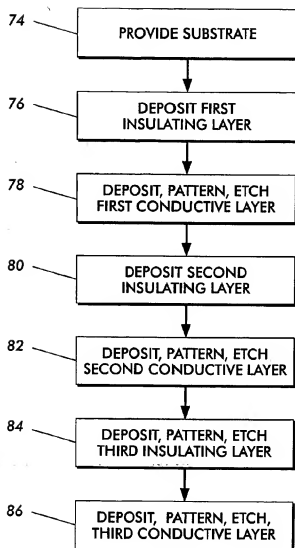 74
PROVIDE SUBSTRATE
76
DEPOSIT FIRST
INSULATING LAYER
78
DEPOSIT, PATTERN, ETCH
FIRST CONDUCTIVE LAYER
80
DEPOSIT SECOND
INSULATING LAYER
82
DEPOSIT, PATTERN, ETCH
SECOND CONDUCTIVE LAYER
84
DEPOSIT, PATTERN, ETCH
THIRD INSULATING LAYER
86
DEPOSIT, PATTERN, ETCH,
THIRD CONDUCTIVE LAYER